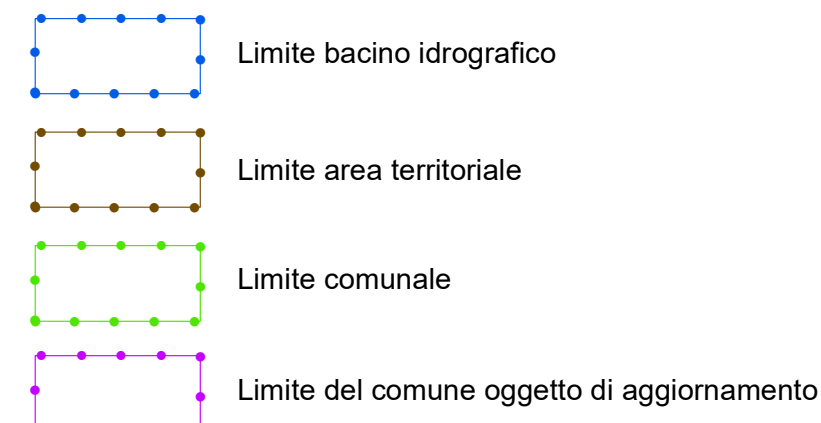 Limite bacino idrografico
Limite area territoriale
Limite comunale
Limite del comune oggetto di aggiornamento